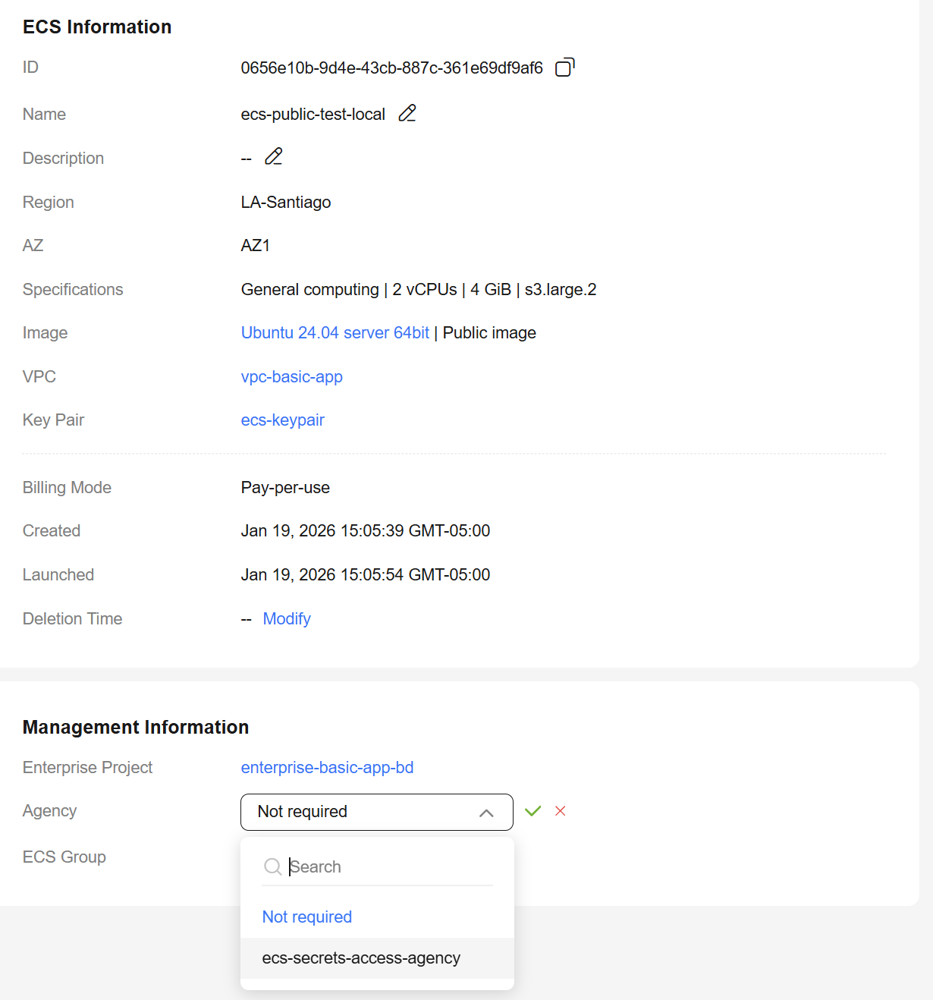 ECS Information
ID 0656e10b-9d4e-43cb-887c-361e69df9af6
Name ecs-public-test-local
Description --
Region LA-Santiago
AZ AZ1
Specifications General computing | 2 vCPUs | 4 GiB | s3.large.2
Image Ubuntu 24.04 server 64bit | Public image
VPC vpc-basic-app
Key Pair ecs-keypair
Billing Mode Pay-per-use
Created Jan 19, 2026 15:05:39 GMT-05:00
Launched Jan 19, 2026 15:05:54 GMT-05:00
Deletion Time -- Modify
Management Information
Enterprise Project enterprise-basic-app-bd
Agency Not required
ECS Group
Search
Not required
ecs-secrets-access-agency